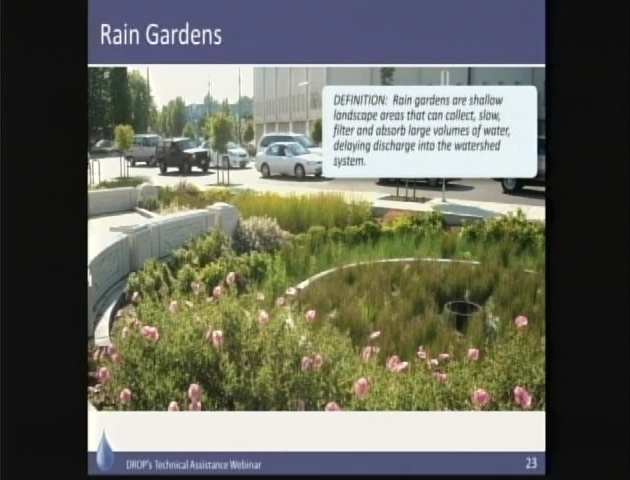 Rain Gardens
DEFINITION: Rain gardens are shallow
landscape areas that can collect, slow,
filter and absorb large volumes of water,
delaying discharge into the watershed
system.
DROP's Technical Assistance Webinar
23